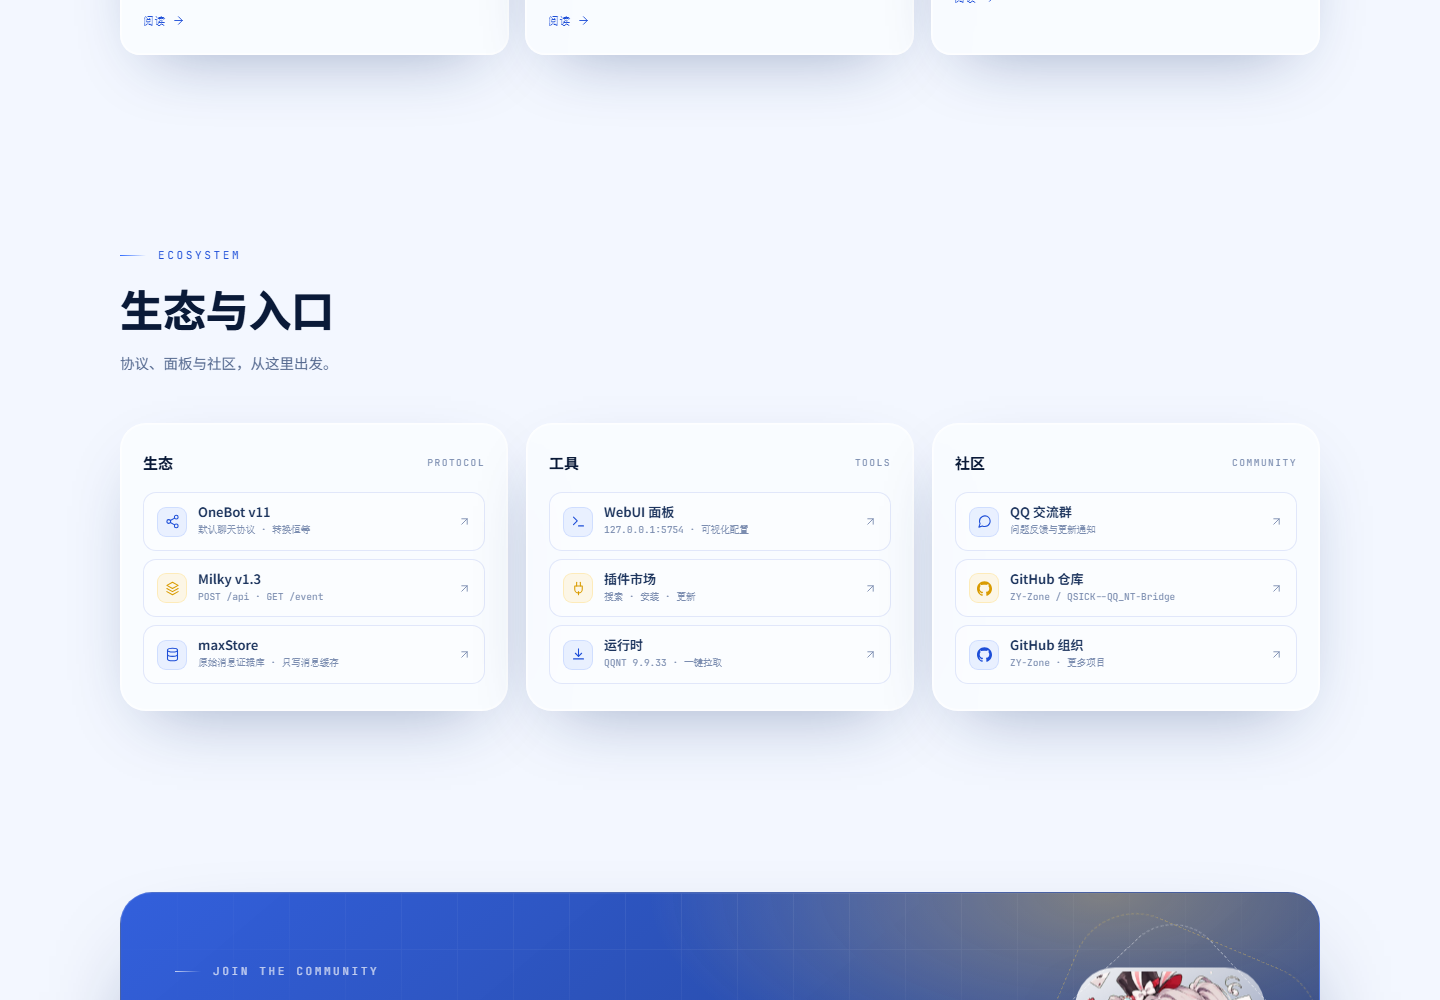 阅读 →
阅读 →
ECOSYSTEM
生态与入口
协议、面板与社区，从这里出发。
生态
PROTOCOL
OneBot v11
默认聊天协议 · 转换恒等
Milky v1.3
POST /api · GET /event
maxStore
原始消息证据库 · 只写消息缓存
工具
TOOLS
WebUI 面板
127.0.0.1:5754 · 可视化配置
插件市场
搜索 · 安装 · 更新
运行时
QQNT 9.9.33 · 一键拉取
社区
COMMUNITY
QQ 交流群
问题反馈与更新通知
GitHub 仓库
ZY-Zone / QSICK--QQ_NT-Bridge
GitHub 组织
ZY-Zone · 更多项目
JOIN THE COMMUNITY